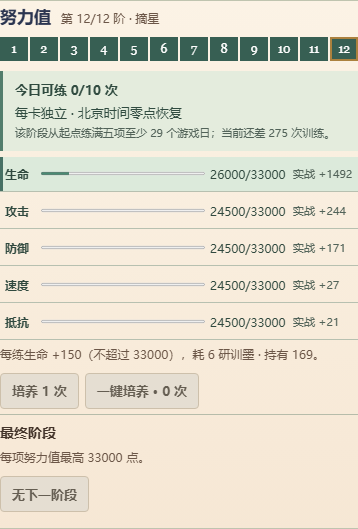 努力值 第 12/12 阶 · 摘星
1 2 3 4 5 6 7 8 9 10 11 12
今日可练 0/10 次
每卡独立 · 北京时间零点恢复
该阶段从起点练满五项至少 29 个游戏日；当前还差 275 次训练。
生命 26000/33000 实战 +1492
攻击 24500/33000 实战 +244
防御 24500/33000 实战 +171
速度 24500/33000 实战 +27
抵抗 24500/33000 实战 +21
每练生命 +150（不超过 33000），耗 6 研训墨 · 持有 169。
培养 1 次 一键培养 · 0 次
最终阶段
每项努力值最高 33000 点。
无下一阶段